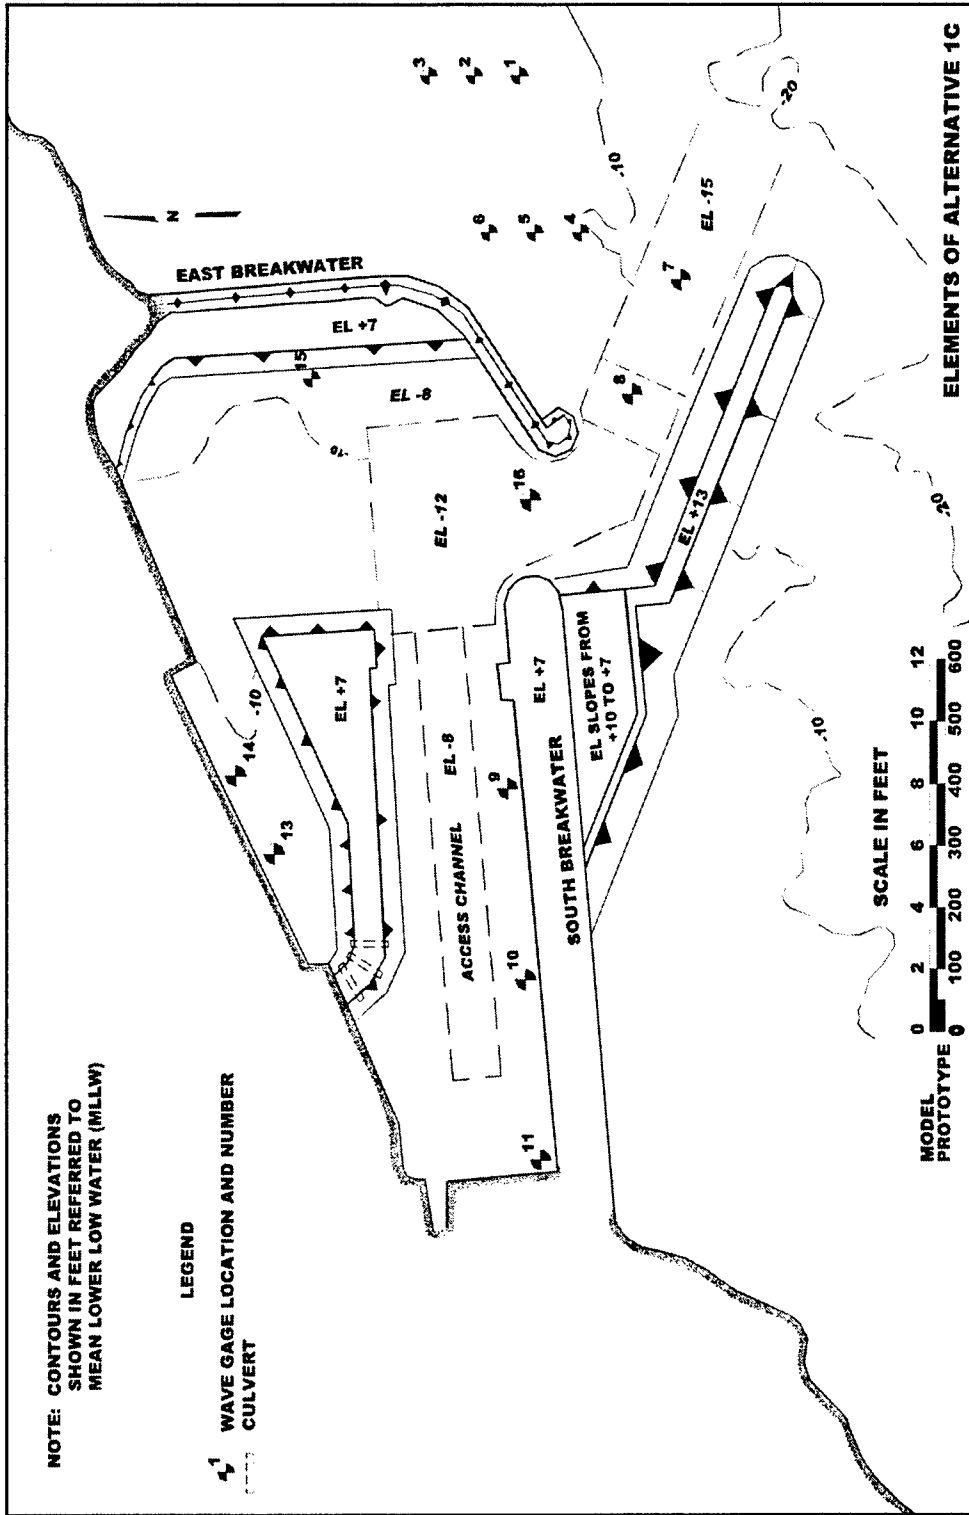 NOTE: CONTOURS AND ELEVATIONS
SHOWN IN FEET REFERRED TO
MEAN LOWER LOW WATER (MLLW)
LEGEND
1 WAVE GAGE LOCATION AND NUMBER
CULVERT
N
EAST BREAKWATER
EL +7
15
EL -8
-10
EL -12
16
3
2
1
6
5
4
-10
7
EL -15
8
-20
14
-10
13
EL +7
EL -8
ACCESS CHANNEL
9
10
11
EL +7
SOUTH BREAKWATER
EL SLOPES FROM
+10 TO +7
EL +13
-20
-10
SCALE IN FEET
MODEL 0 2 4 6 8 10 12
PROTOTYPE 0 100 200 300 400 500 600
ELEMENTS OF ALTERNATIVE 1C